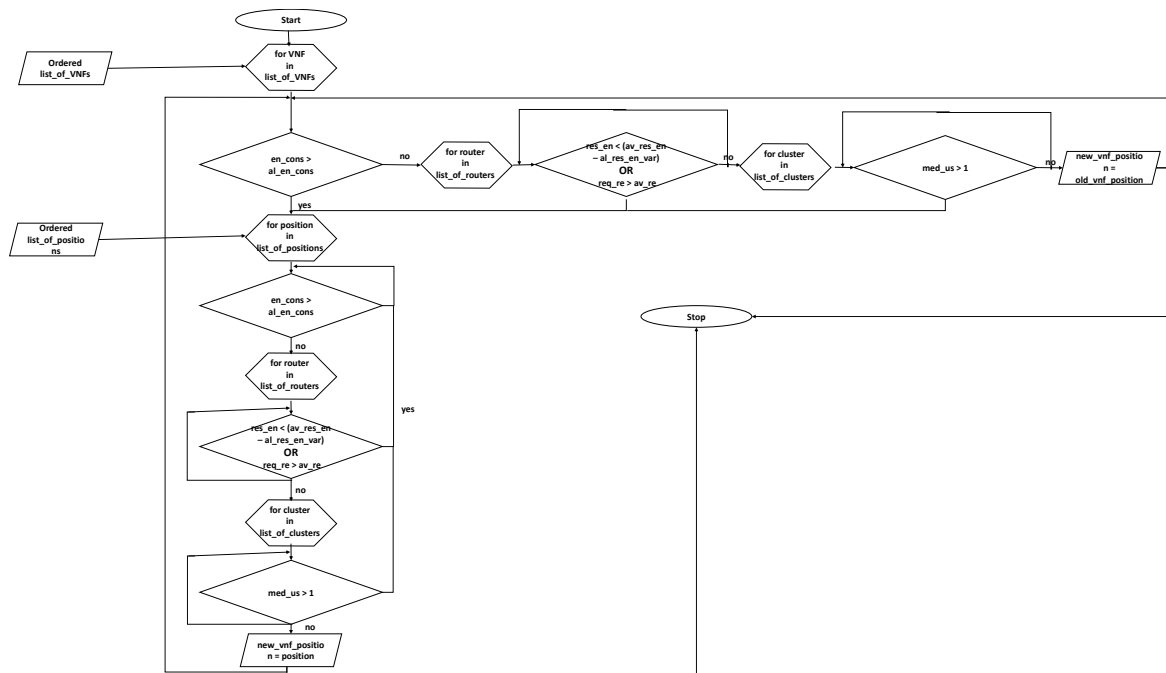 Start
for VNF
in
list_of_VNFs
Ordered
list_of_VNFs
en_cons >
al_en_cons
no
for router
in
list_of_routers
res_en < (av_res_en
– al_res_en_var)
OR
req_re > av_re
no
for cluster
in
list_of_clusters
med_us > 1
no
new_vnf_positio
n =
old_vnf_position
yes
Ordered
list_of_positio
ns
for position
in
list_of_positions
en_cons >
al_en_cons
Stop
no
for router
in
list_of_routers
yes
res_en < (av_res_en
– al_res_en_var)
OR
req_re > av_re
no
for cluster
in
list_of_clusters
med_us > 1
no
new_vnf_positio
n = position